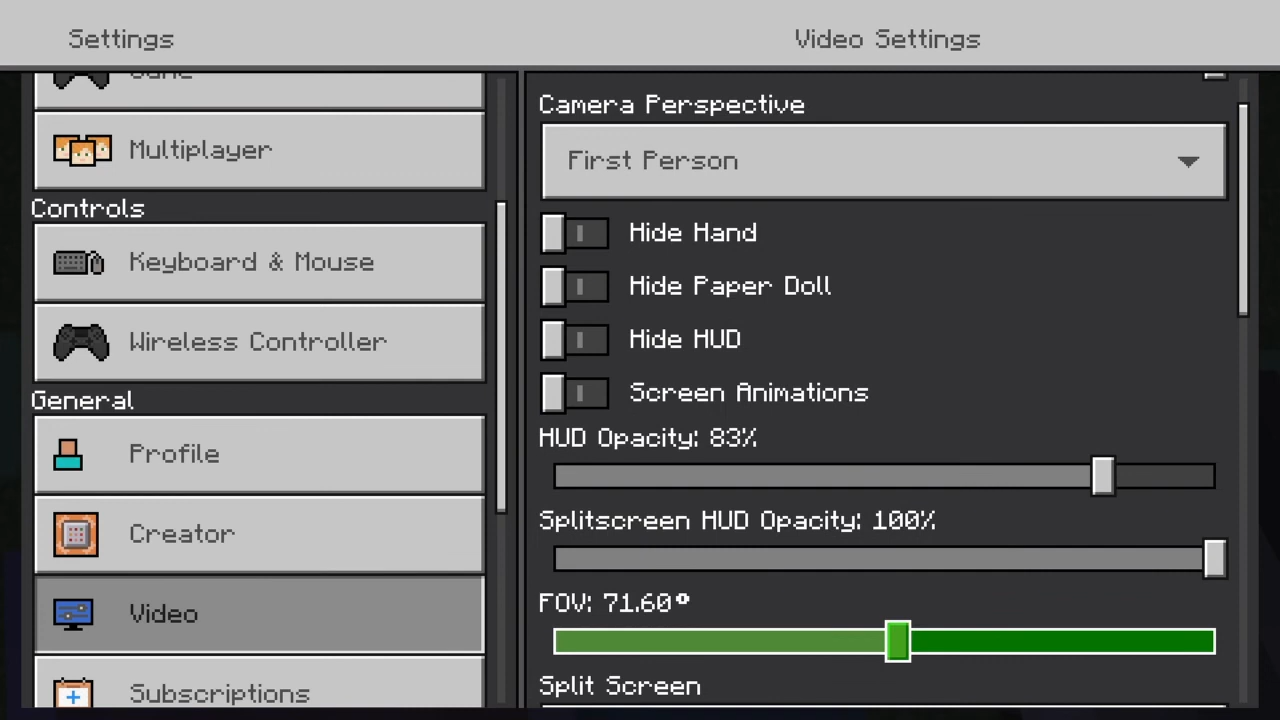 Settings
Video Settings
Multiplayer
Controls
Keyboard & Mouse
Wireless Controller
General
Profile
Creator
Video
Subscriptions
Camera Perspective
First Person
Hide Hand
Hide Paper Doll
Hide HUD
Screen Animations
HUD Opacity: 83%
Splitscreen HUD Opacity: 100%
FOV: 71.60°
Split Screen